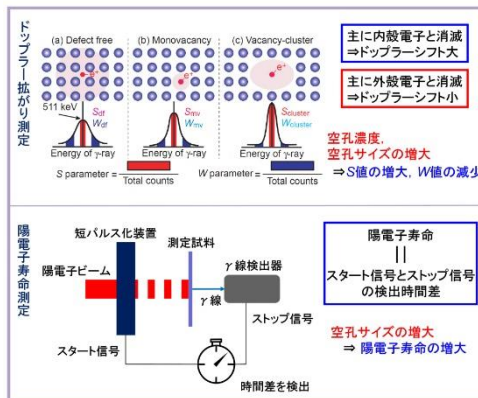 ドップラー拡がり測定
(a) Defect free
(b) Monovacancy
(c) Vacancy-cluster
e⁺
e⁺
e⁺
511 keV
Sdf
Wdf
Smv
Wmv
Scluster
Wcluster
Energy of γ-ray
Energy of γ-ray
Energy of γ-ray
S parameter =
Total counts
W parameter =
Total counts
主に内殻電子と消滅
⇒ドップラーシフト大
主に外殻電子と消滅
⇒ドップラーシフト小
空孔濃度,
空孔サイズの増大
⇒S値の増大, W値の減少
陽電子寿命測定
短パルス化装置
測定試料
陽電子ビーム
γ線検出器
γ線
ストップ信号
スタート信号
時間差を検出
陽電子寿命
||
スタート信号とストップ信号
の検出時間差
空孔サイズの増大
⇒ 陽電子寿命の増大